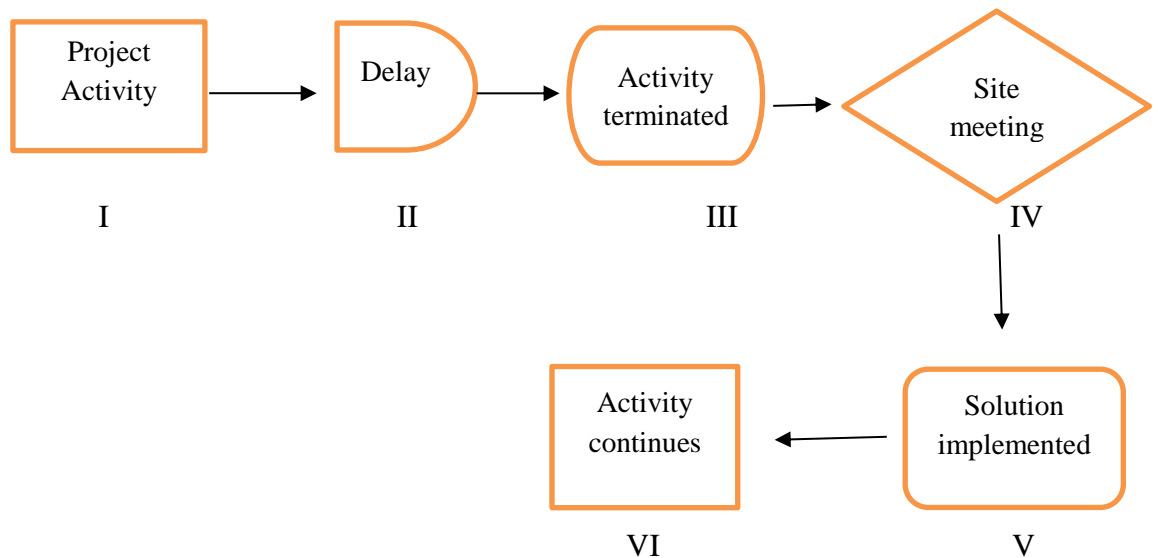 Project
Activity
Delay
Activity
terminated
Site
meeting
I
II
III
IV
Activity
continues
Solution
implemented
VI
V